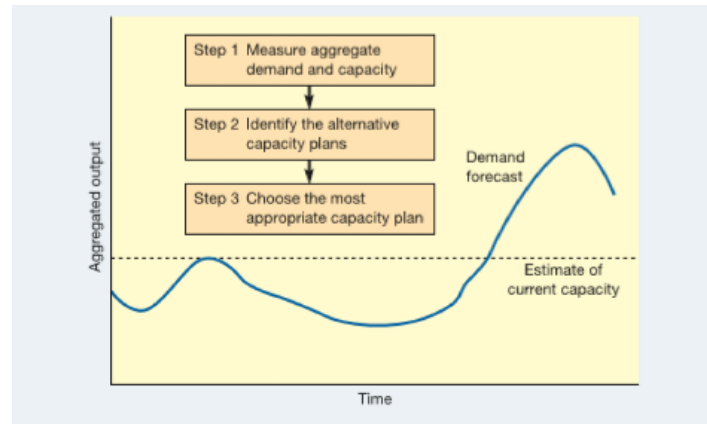 Step 1 Measure aggregate
demand and capacity
Step 2 Identify the alternative
capacity plans
Step 3 Choose the most
appropriate capacity plan
Demand
forecast
Estimate of
current capacity
Aggregated output
Time